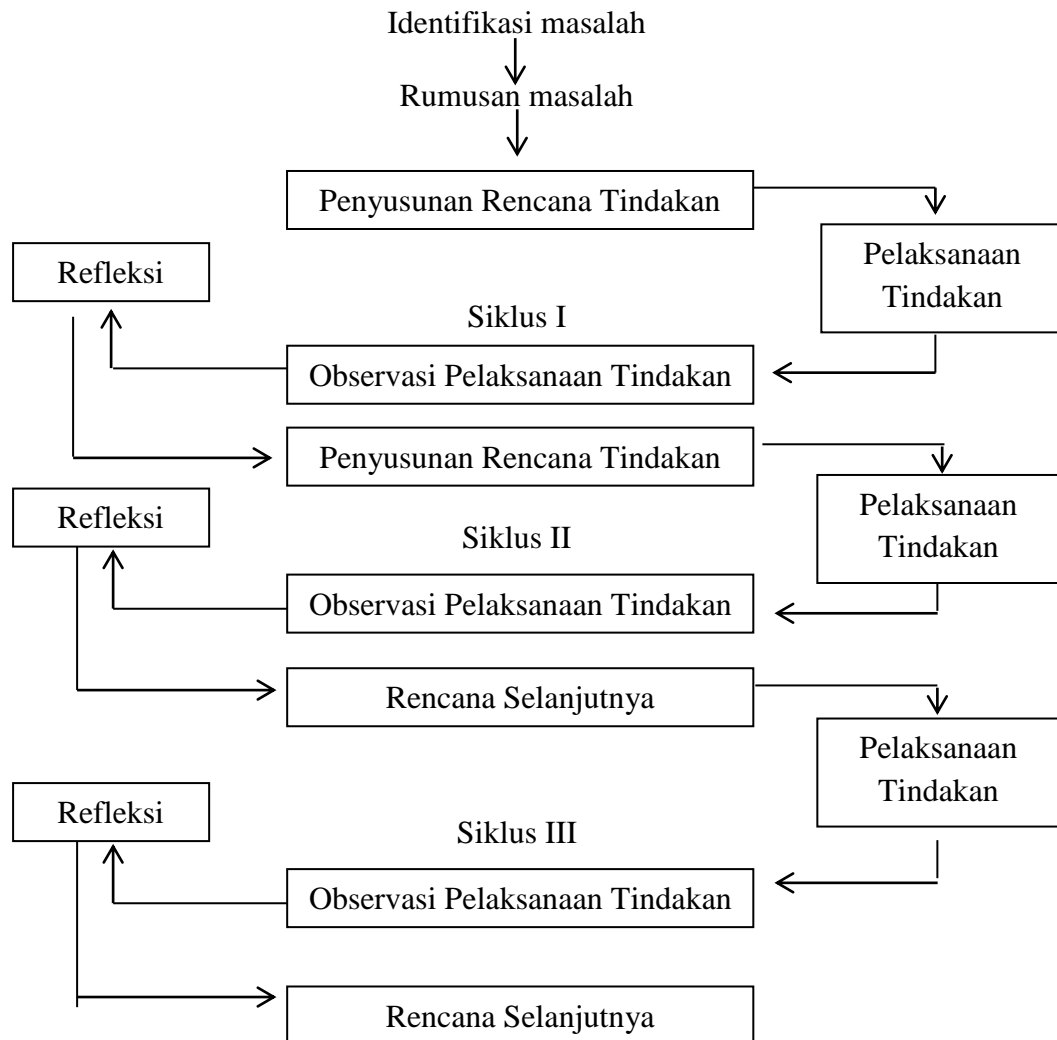 Identifikasi masalah
Rumusan masalah
Penyusunan Rencana Tindakan
Pelaksanaan
Tindakan
Refleksi
Siklus I
Observasi Pelaksanaan Tindakan
Penyusunan Rencana Tindakan
Pelaksanaan
Tindakan
Refleksi
Siklus II
Observasi Pelaksanaan Tindakan
Rencana Selanjutnya
Pelaksanaan
Tindakan
Refleksi
Siklus III
Observasi Pelaksanaan Tindakan
Rencana Selanjutnya